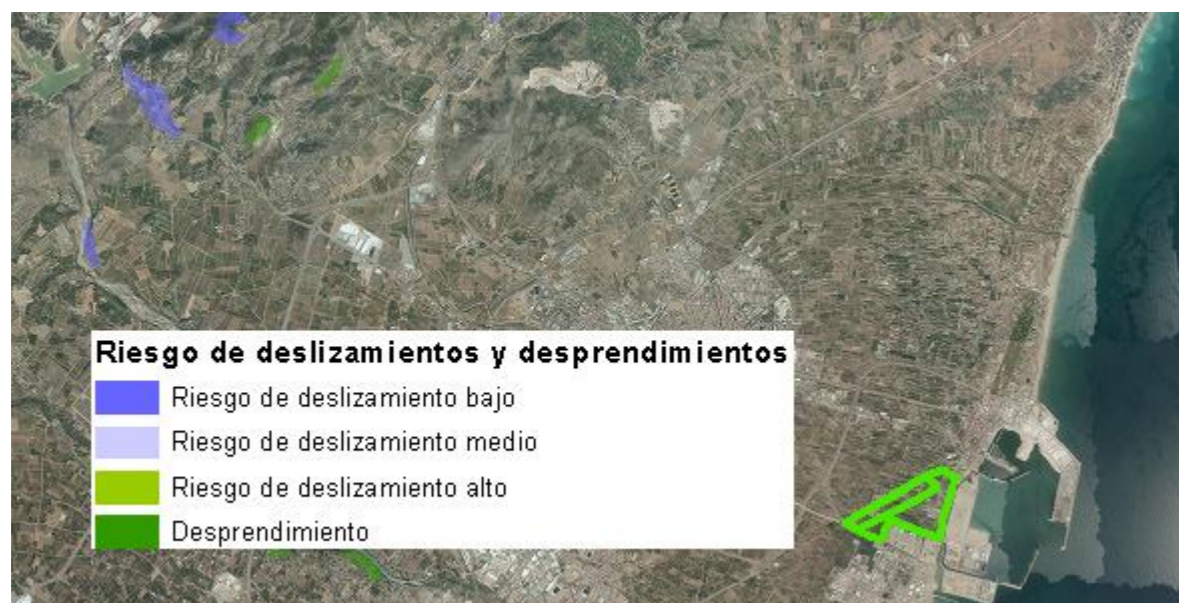 Riesgo de deslizamientos y desprendimientos
Riesgo de deslizamiento bajo
Riesgo de deslizamiento medio
Riesgo de deslizamiento alto
Desprendimiento